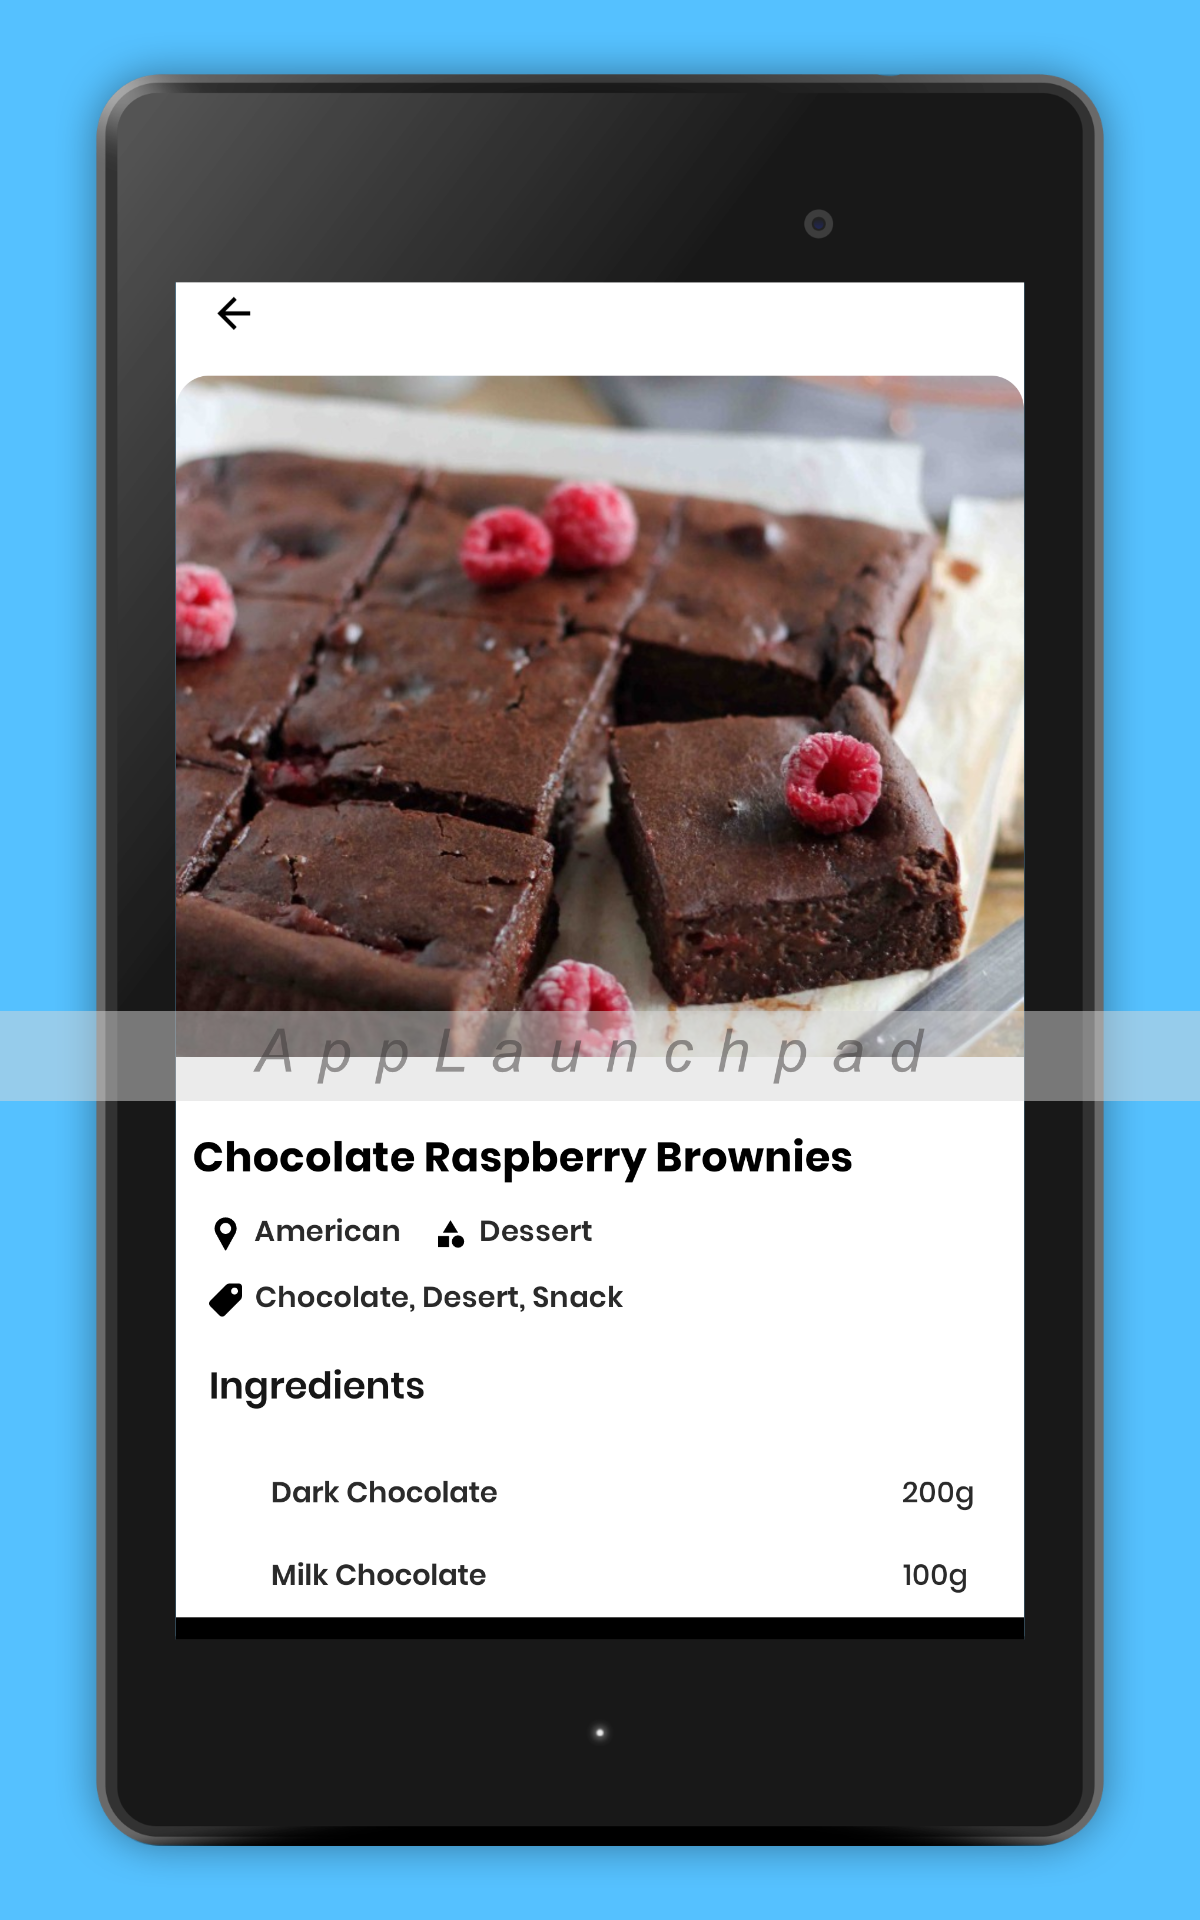 AppLaunchpad
Chocolate Raspberry Brownies
American Dessert
Chocolate, Desert, Snack
Ingredients
Dark Chocolate 200g
Milk Chocolate 100g